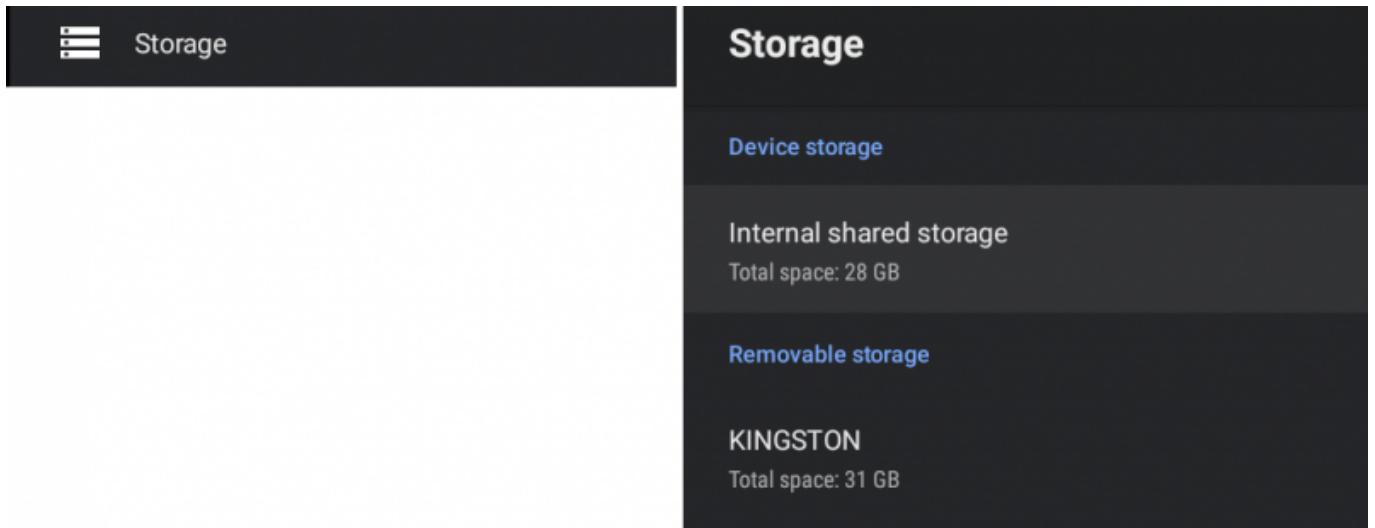 Storage
Storage
Device storage
Internal shared storage
Total space: 28 GB
Removable storage
KINGSTON
Total space: 31 GB